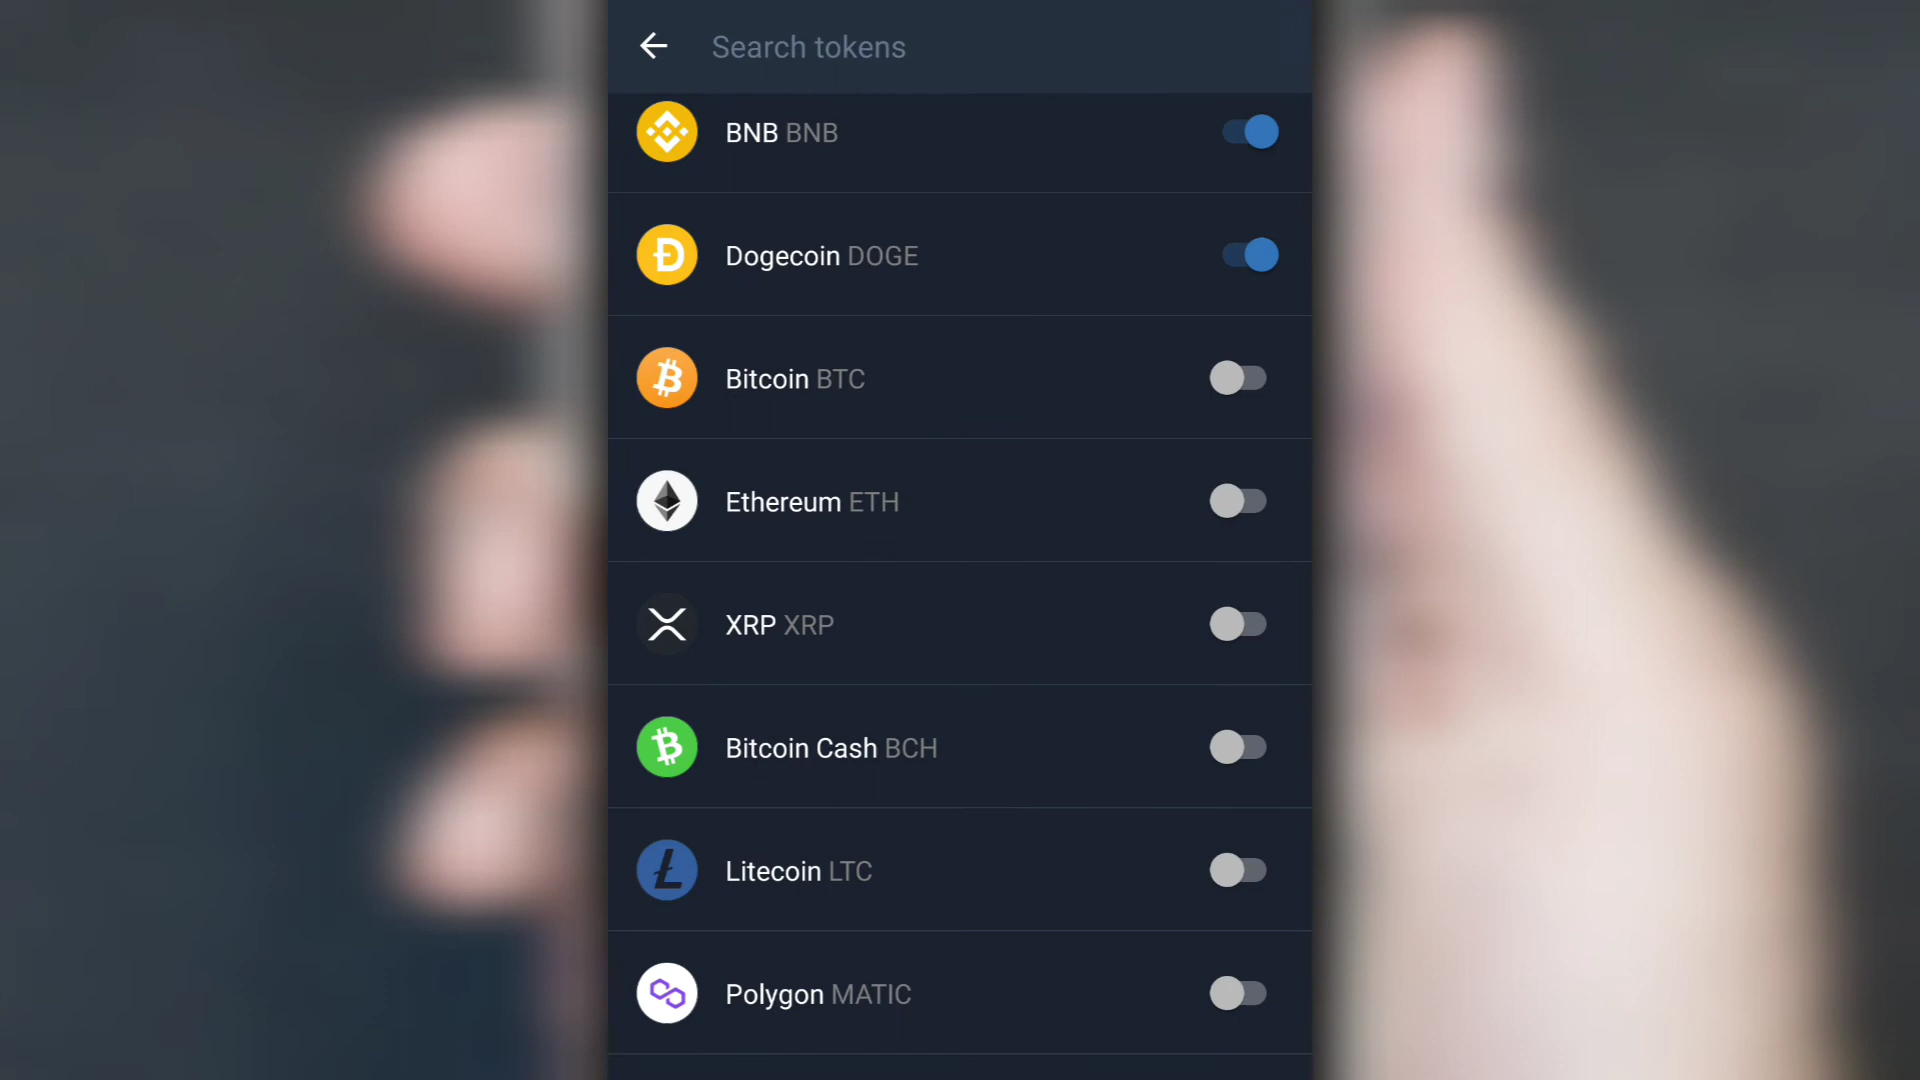 Search tokens
BNB BNB
Dogecoin DOGE
Bitcoin BTC
Ethereum ETH
XRP XRP
Bitcoin Cash BCH
Litecoin LTC
Polygon MATIC